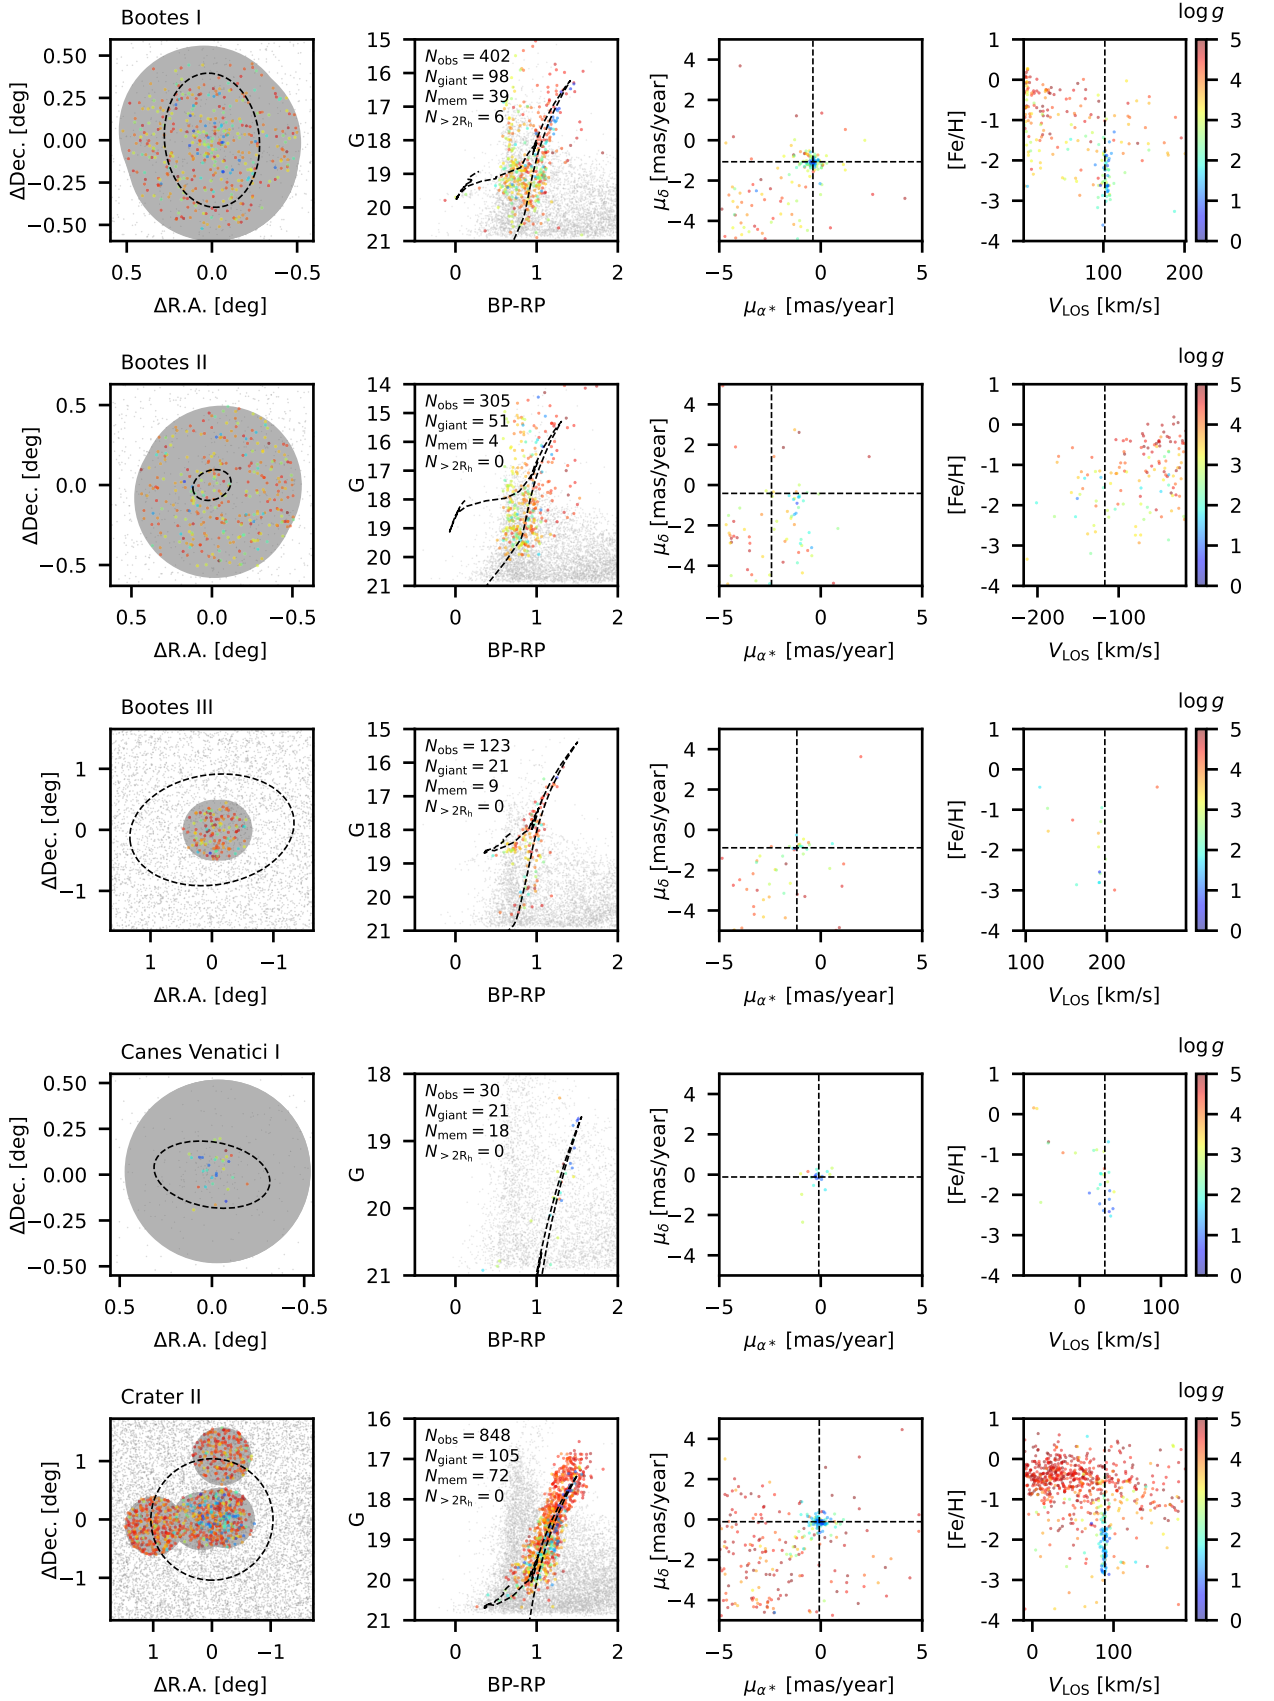 Bootes I
0.50
0.25
0.00
−0.25
−0.50
ΔDec. [deg]
0.5 0.0 −0.5
ΔR.A. [deg]
15
16
17
18
19
20
21
G
N_obs = 402
N_giant = 98
N_mem = 39
N_>2R_h = 6
0 1 2
BP-RP
4
2
0
−2
−4
μ_δ [mas/year]
−5 0 5
μ_α* [mas/year]
1
0
-1
-2
-3
-4
[Fe/H]
100 200
V_LOS [km/s]
log g
5
4
3
2
1
0
Bootes II
0.5
0.0
−0.5
ΔDec. [deg]
0.5 0.0 −0.5
ΔR.A. [deg]
14
15
16
17
18
19
20
21
G
N_obs = 305
N_giant = 51
N_mem = 4
N_>2R_h = 0
0 1 2
BP-RP
4
2
0
−2
−4
μ_δ [mas/year]
−5 0 5
μ_α* [mas/year]
1
0
-1
-2
-3
-4
[Fe/H]
−200 −100
V_LOS [km/s]
log g
5
4
3
2
1
0
Bootes III
1
0
−1
ΔDec. [deg]
1 0 −1
ΔR.A. [deg]
15
16
17
18
19
20
21
G
N_obs = 123
N_giant = 21
N_mem = 9
N_>2R_h = 0
0 1 2
BP-RP
4
2
0
−2
−4
μ_δ [mas/year]
−5 0 5
μ_α* [mas/year]
1
0
-1
-2
-3
-4
[Fe/H]
100 200
V_LOS [km/s]
log g
5
4
3
2
1
0
Canes Venatici I
0.50
0.25
0.00
−0.25
−0.50
ΔDec. [deg]
0.5 0.0 −0.5
ΔR.A. [deg]
18
19
20
21
G
N_obs = 30
N_giant = 21
N_mem = 18
N_>2R_h = 0
0 1 2
BP-RP
4
2
0
−2
−4
μ_δ [mas/year]
−5 0 5
μ_α* [mas/year]
1
0
-1
-2
-3
-4
[Fe/H]
0 100
V_LOS [km/s]
log g
5
4
3
2
1
0
Crater II
1
0
−1
ΔDec. [deg]
1 0 −1
ΔR.A. [deg]
16
17
18
19
20
21
G
N_obs = 848
N_giant = 105
N_mem = 72
N_>2R_h = 0
0 1 2
BP-RP
4
2
0
−2
−4
μ_δ [mas/year]
−5 0 5
μ_α* [mas/year]
1
0
-1
-2
-3
-4
[Fe/H]
0 100
V_LOS [km/s]
log g
5
4
3
2
1
0